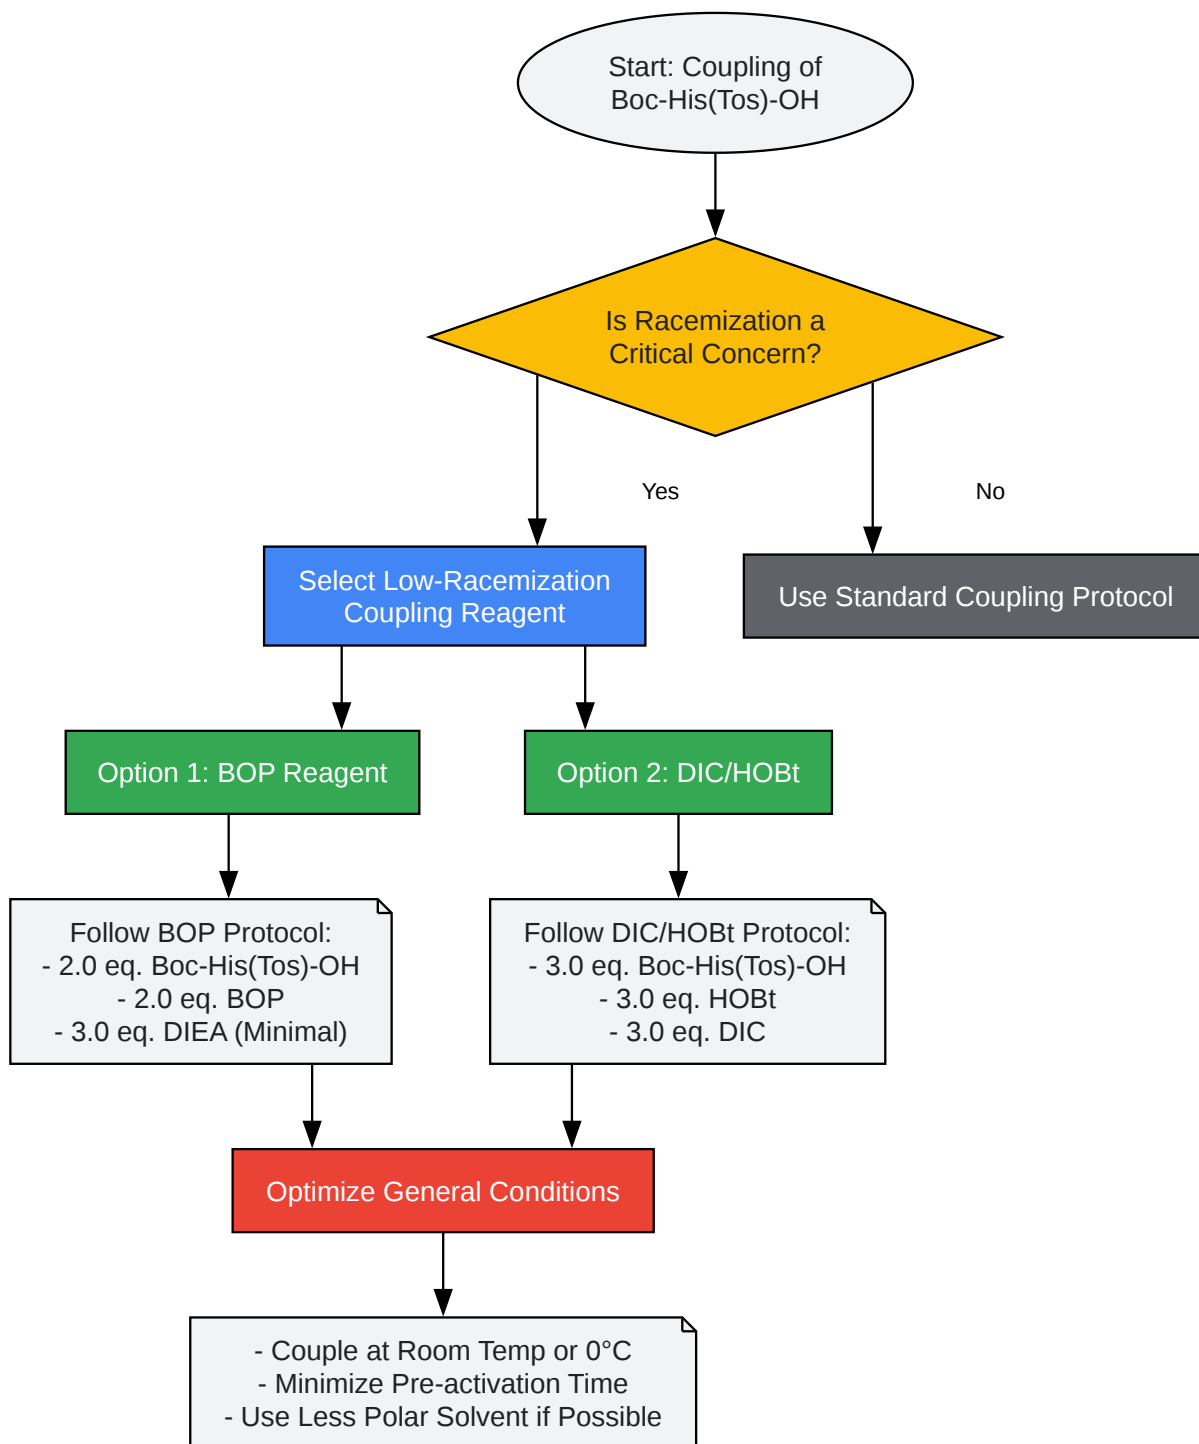 Start: Coupling of
Boc-His(Tos)-OH
Is Racemization a
Critical Concern?
Yes
No
Select Low-Racemization
Coupling Reagent
Use Standard Coupling Protocol
Option 1: BOP Reagent
Option 2: DIC/HOBt
Follow BOP Protocol:
- 2.0 eq. Boc-His(Tos)-OH
- 2.0 eq. BOP
- 3.0 eq. DIEA (Minimal)
Follow DIC/HOBt Protocol:
- 3.0 eq. Boc-His(Tos)-OH
- 3.0 eq. HOBt
- 3.0 eq. DIC
Optimize General Conditions
- Couple at Room Temp or 0°C
- Minimize Pre-activation Time
- Use Less Polar Solvent if Possible